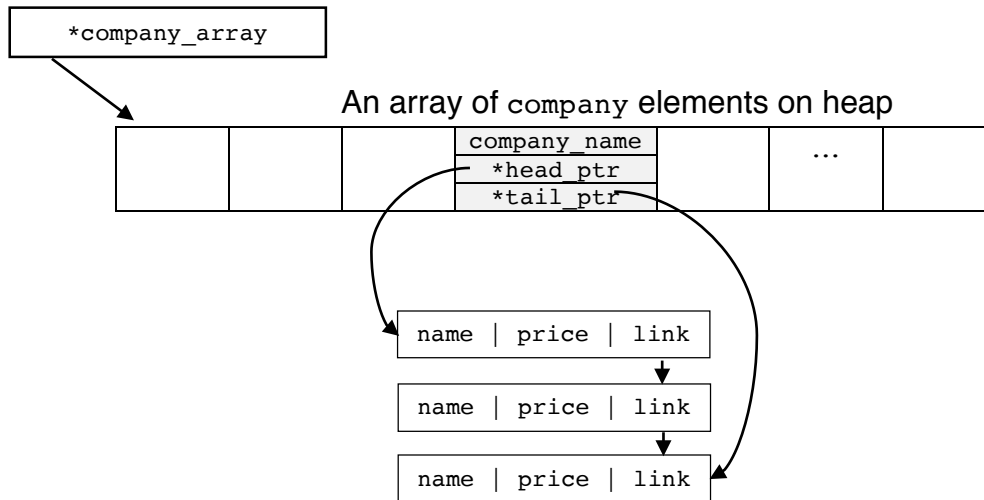 *company_array
An array of company elements on heap
company_name
*head_ptr
*tail_ptr
...
name | price | link
name | price | link
name | price | link